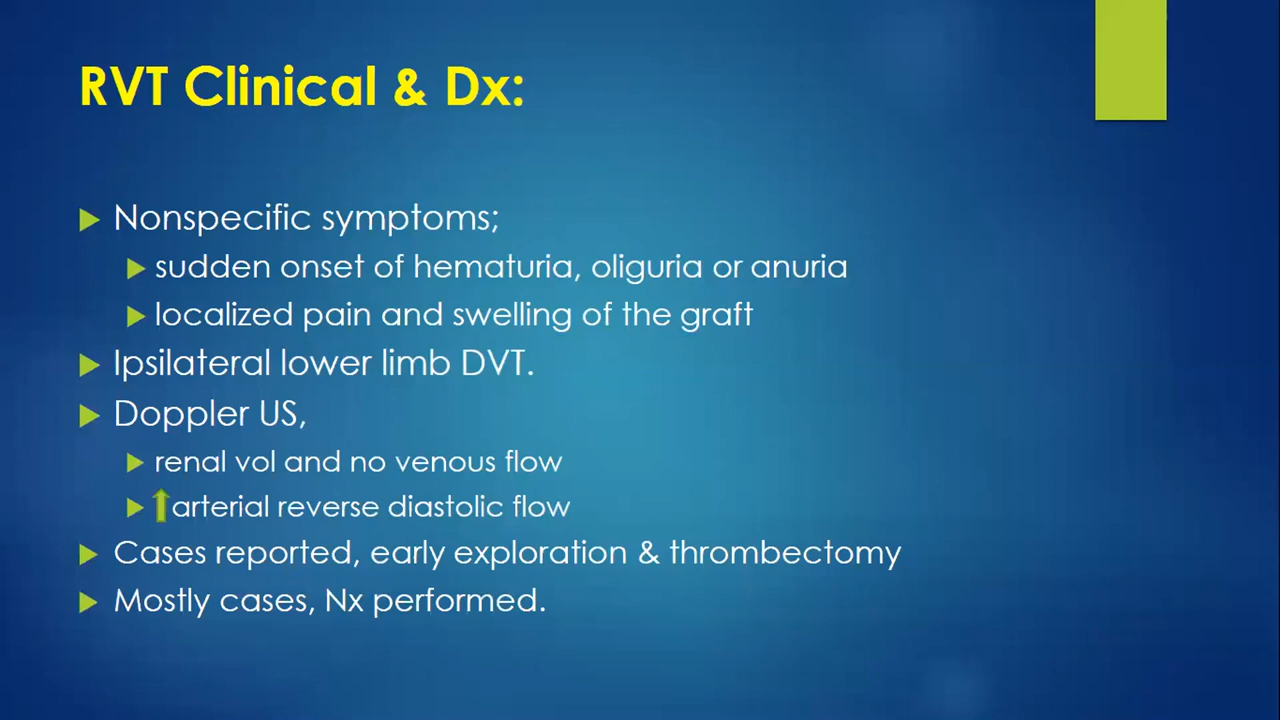 RVT Clinical & Dx:
Nonspecific symptoms;
sudden onset of hematuria, oliguria or anuria
localized pain and swelling of the graft
Ipsilateral lower limb DVT.
Doppler US,
renal vol and no venous flow
arterial reverse diastolic flow
Cases reported, early exploration & thrombectomy
Mostly cases, Nx performed.